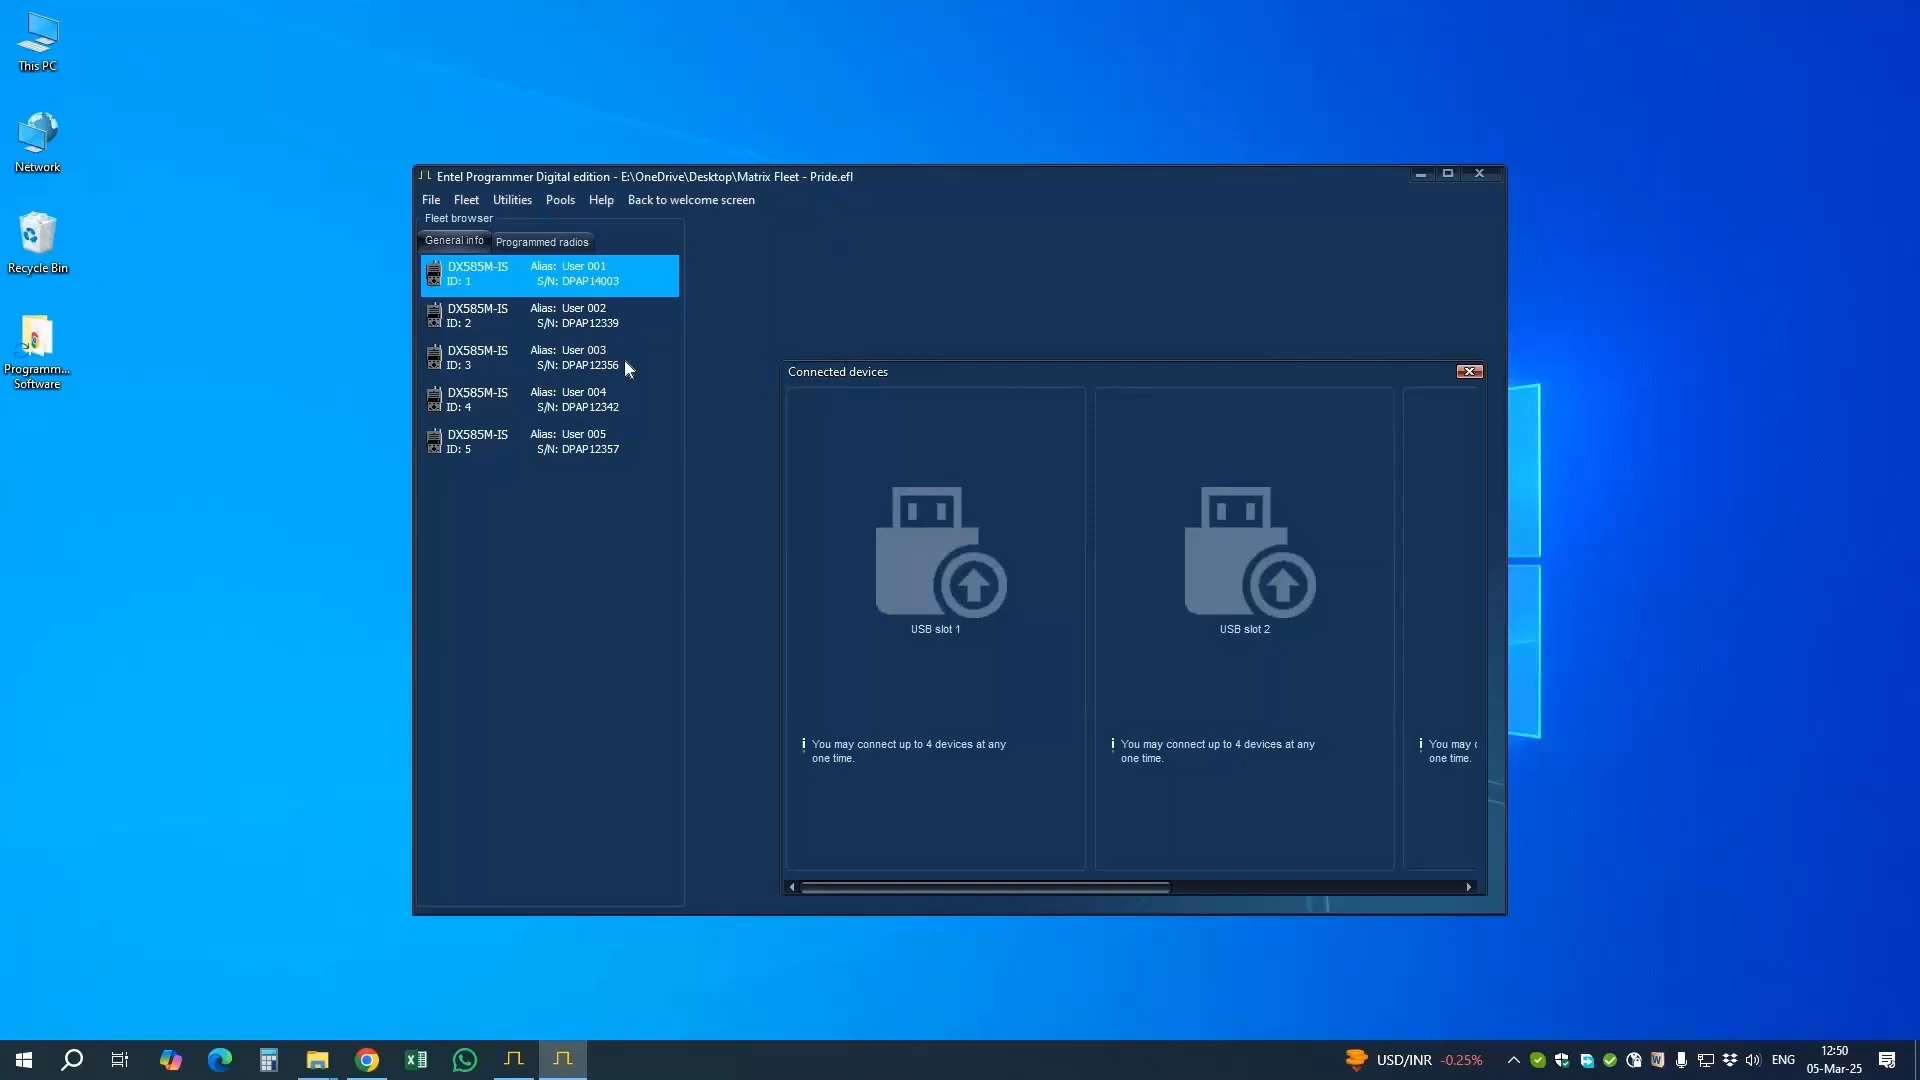 This PC
Network
Recycle Bin
Programm...
Software
Entel Programmer Digital edition - E:\OneDrive\Desktop\Matrix Fleet - Pride.efl
File Fleet Utilities Pools Help Back to welcome screen
Fleet browser
General info Programmed radios
DX585M-IS Alias: User 001
ID: 1 S/N: DPAP14003
DX585M-IS Alias: User 002
ID: 2 S/N: DPAP12339
DX585M-IS Alias: User 003
ID: 3 S/N: DPAP12356
DX585M-IS Alias: User 004
ID: 4 S/N: DPAP12342
DX585M-IS Alias: User 005
ID: 5 S/N: DPAP12357
Connected devices
USB slot 1
i You may connect up to 4 devices at any
one time.
USB slot 2
i You may connect up to 4 devices at any
one time.
i You may
one time.
USD/INR -0.25%
ENG
12:50
05-Mar-25